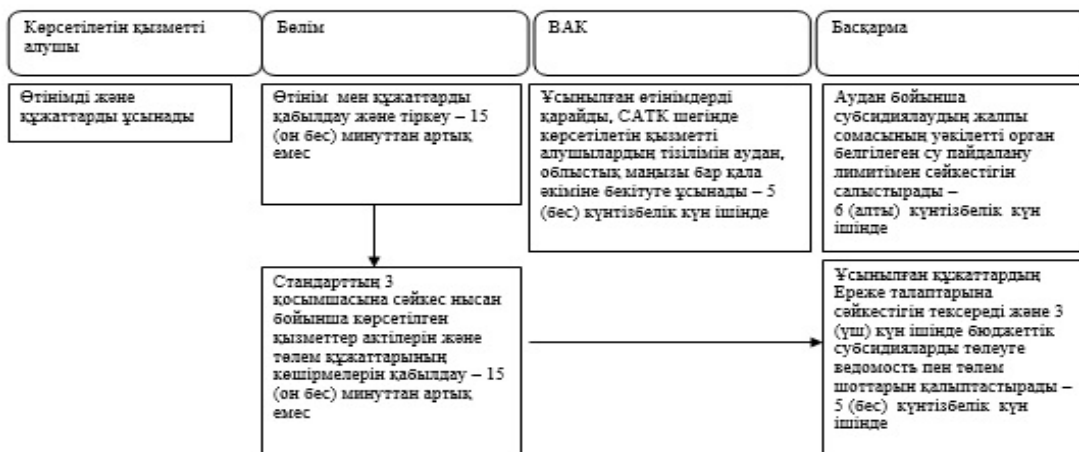 Көрсетілетін қызметті
алушы
Бөлім
ВАК
Басқарма
Өтінімді және
құжаттарды ұсынады
Өтінім мен құжаттарды
қабылдау және тіркеу – 15
(он бес) минуттан артық
емес
Ұсынылған өтінімдерді
қарайды, САТК шегінде
көрсетілетін қызметті
алушылардың тізілімін аудан,
облыстық маңызы бар қала
әкіміне бекітуге ұсынады – 5
(бес) күнтізбелік күн ішінде
Аудан бойынша
субсидиялаудың жалпы
сомасының уәкілетті орган
белгілеген су пайдалану
лимитімен сәйкестігін
салыстырады –
6 (алты) күнтізбелік күн
ішінде
Стандарттың 3
қосымшасына сәйкес нысан
бойынша көрсетілген
қызметтер актілерін және
төлем құжаттарының
көшірмелерін қабылдау – 15
(он бес) минуттан артық
емес
Ұсынылған құжаттардың
Ереже талаптарына
сәйкестігін тексереді және 3
(үш) күн ішінде бюджеттік
субсидияларды төлеуге
ведомость пен төлем
шоттарын қалыптастырады –
5 (бес) күнтізбелік күн
ішінде